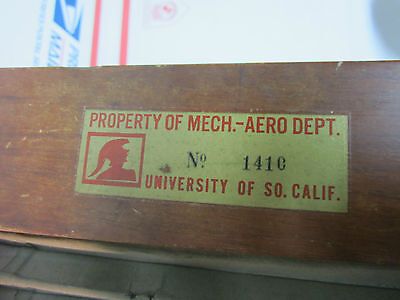 PROPERTY OF MECH.-AERO DEPT.
Nº 1410
UNIVERSITY OF SO. CALIF.